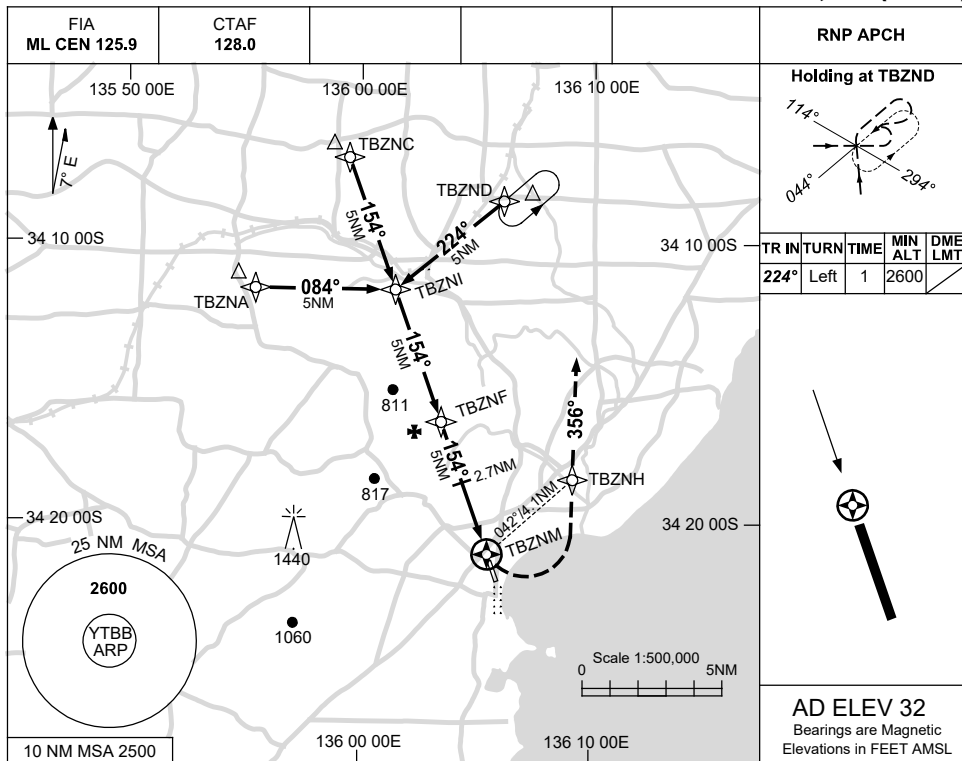 FIA
ML CEN 125.9
CTAF
128.0
RNP APCH
135 50 00E
136 00 00E
136 10 00E
7° E
TBZNC
TBZND
154°
5NM
224°
5NM
34 10 00S
34 10 00S
TBZNA
084°
5NM
TBZNI
154°
5NM
811
TBZNF
154°
5NM
2.7NM
356°
817
TBZNH
042°/4.1NM
TBZNM
34 20 00S
34 20 00S
1440
25 NM MSA
2600
YTBB
ARP
1060
Scale 1:500,000
0
5NM
10 NM MSA 2500
136 00 00E
136 10 00E
Holding at TBZND
114°
044°
294°
TR IN TURN TIME MIN ALT DME LMT
224° Left 1 2600
AD ELEV 32
Bearings are Magnetic
Elevations in FEET AMSL